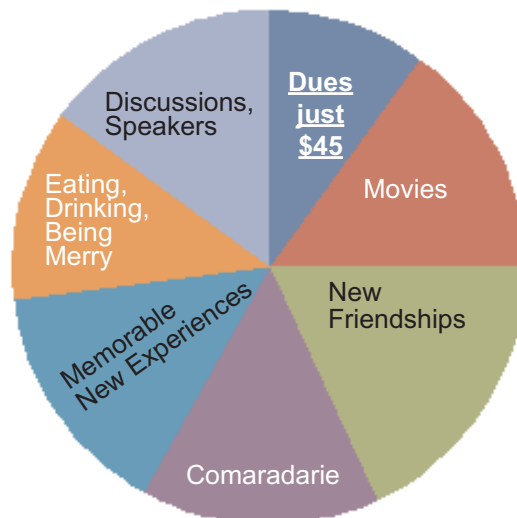 Dues
just
$45
Movies
New
Friendships
Comaradarie
Memorable
New Experiences
Eating,
Drinking,
Being
Merry
Discussions,
Speakers